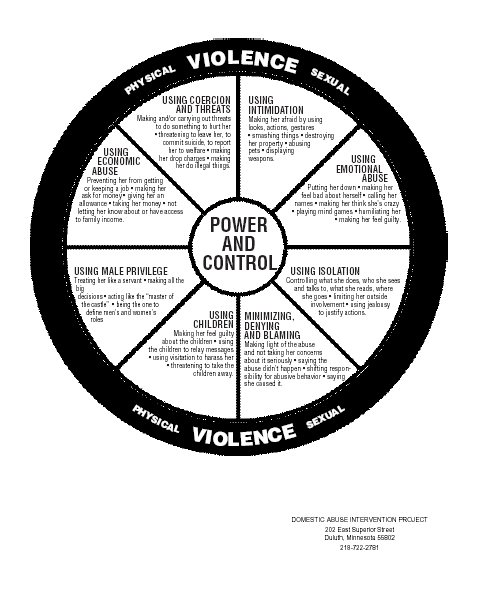 PHYSICAL VIOLENCE SEXUAL
USING COERCION
AND THREATS
Making and/or carrying out threats
to do something to hurt her
• threatening to leave her, to
commit suicide, to report
her to welfare • making
her drop charges • making
her do illegal things.
USING
INTIMIDATION
Making her afraid by using
looks, actions, gestures
• smashing things • destroying
her property • abusing
pets • displaying
weapons.
USING
ECONOMIC
ABUSE
Preventing her from getting
or keeping a job • making her
ask for money • giving her an
allowance • taking her money • not
letting her know about or have access
to family income.
USING
EMOTIONAL
ABUSE
Putting her down • making her
feel bad about herself • calling her
names • making her think she's crazy
• playing mind games • humiliating her
• making her feel guilty.
POWER
AND
CONTROL
USING MALE PRIVILEGE
Treating her like a servant • making all the
big
decisions • acting like the "master of
the castle" • being the one to
define men's and women's
roles
USING ISOLATION
Controlling what she does, who she sees
and talks to, what she reads, where
she goes • limiting her outside
involvement • using jealousy
to justify actions.
USING
CHILDREN
Making her feel guilty
about the children • using
the children to relay messages
• using visitation to harass her
• threatening to take the
children away.
MINIMIZING,
DENYING
AND BLAMING
Making light of the abuse
and not taking her concerns
about it seriously • saying the
abuse didn't happen • shifting respon-
sibility for abusive behavior • saying
she caused it.
PHYSICAL VIOLENCE SEXUAL
DOMESTIC ABUSE INTERVENTION PROJECT
202 East Superior Street
Duluth, Minnesota 55802
218-722-2781